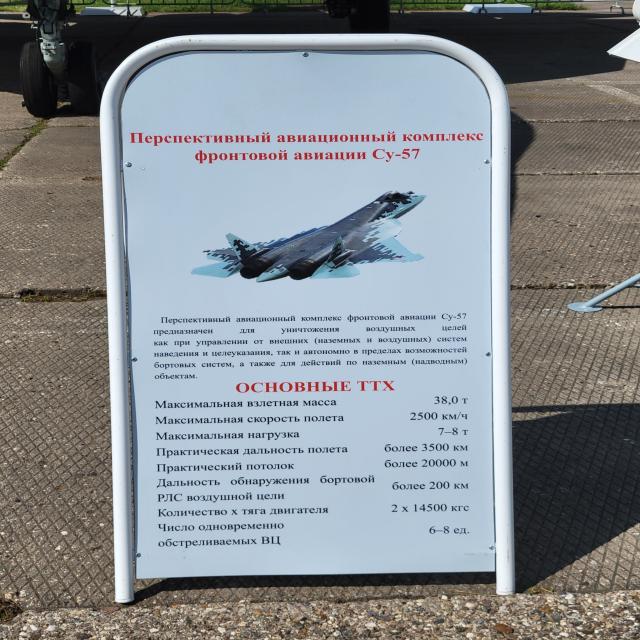 Перспективный авиационный комплекс
фронтовой авиации Су-57
Перспективный авиационный комплекс фронтовой авиации Су-57
предназначен для уничтожения воздушных целей
как при управлении от внешних (наземных и воздушных) систем
наведения и целеуказания, так и автономно в пределах возможностей
бортовых систем, а также для действий по наземным (надводным)
объектам.
ОСНОВНЫЕ ТТХ
Максимальная взлетная масса 38,0 т
Максимальная скорость полета 2500 км/ч
Максимальная нагрузка 7–8 т
Практическая дальность полета более 3500 км
Практический потолок более 20000 м
Дальность обнаружения бортовой
РЛС воздушной цели более 200 км
Количество х тяга двигателя 2 х 14500 кгс
Число одновременно
обстреливаемых ВЦ 6–8 ед.